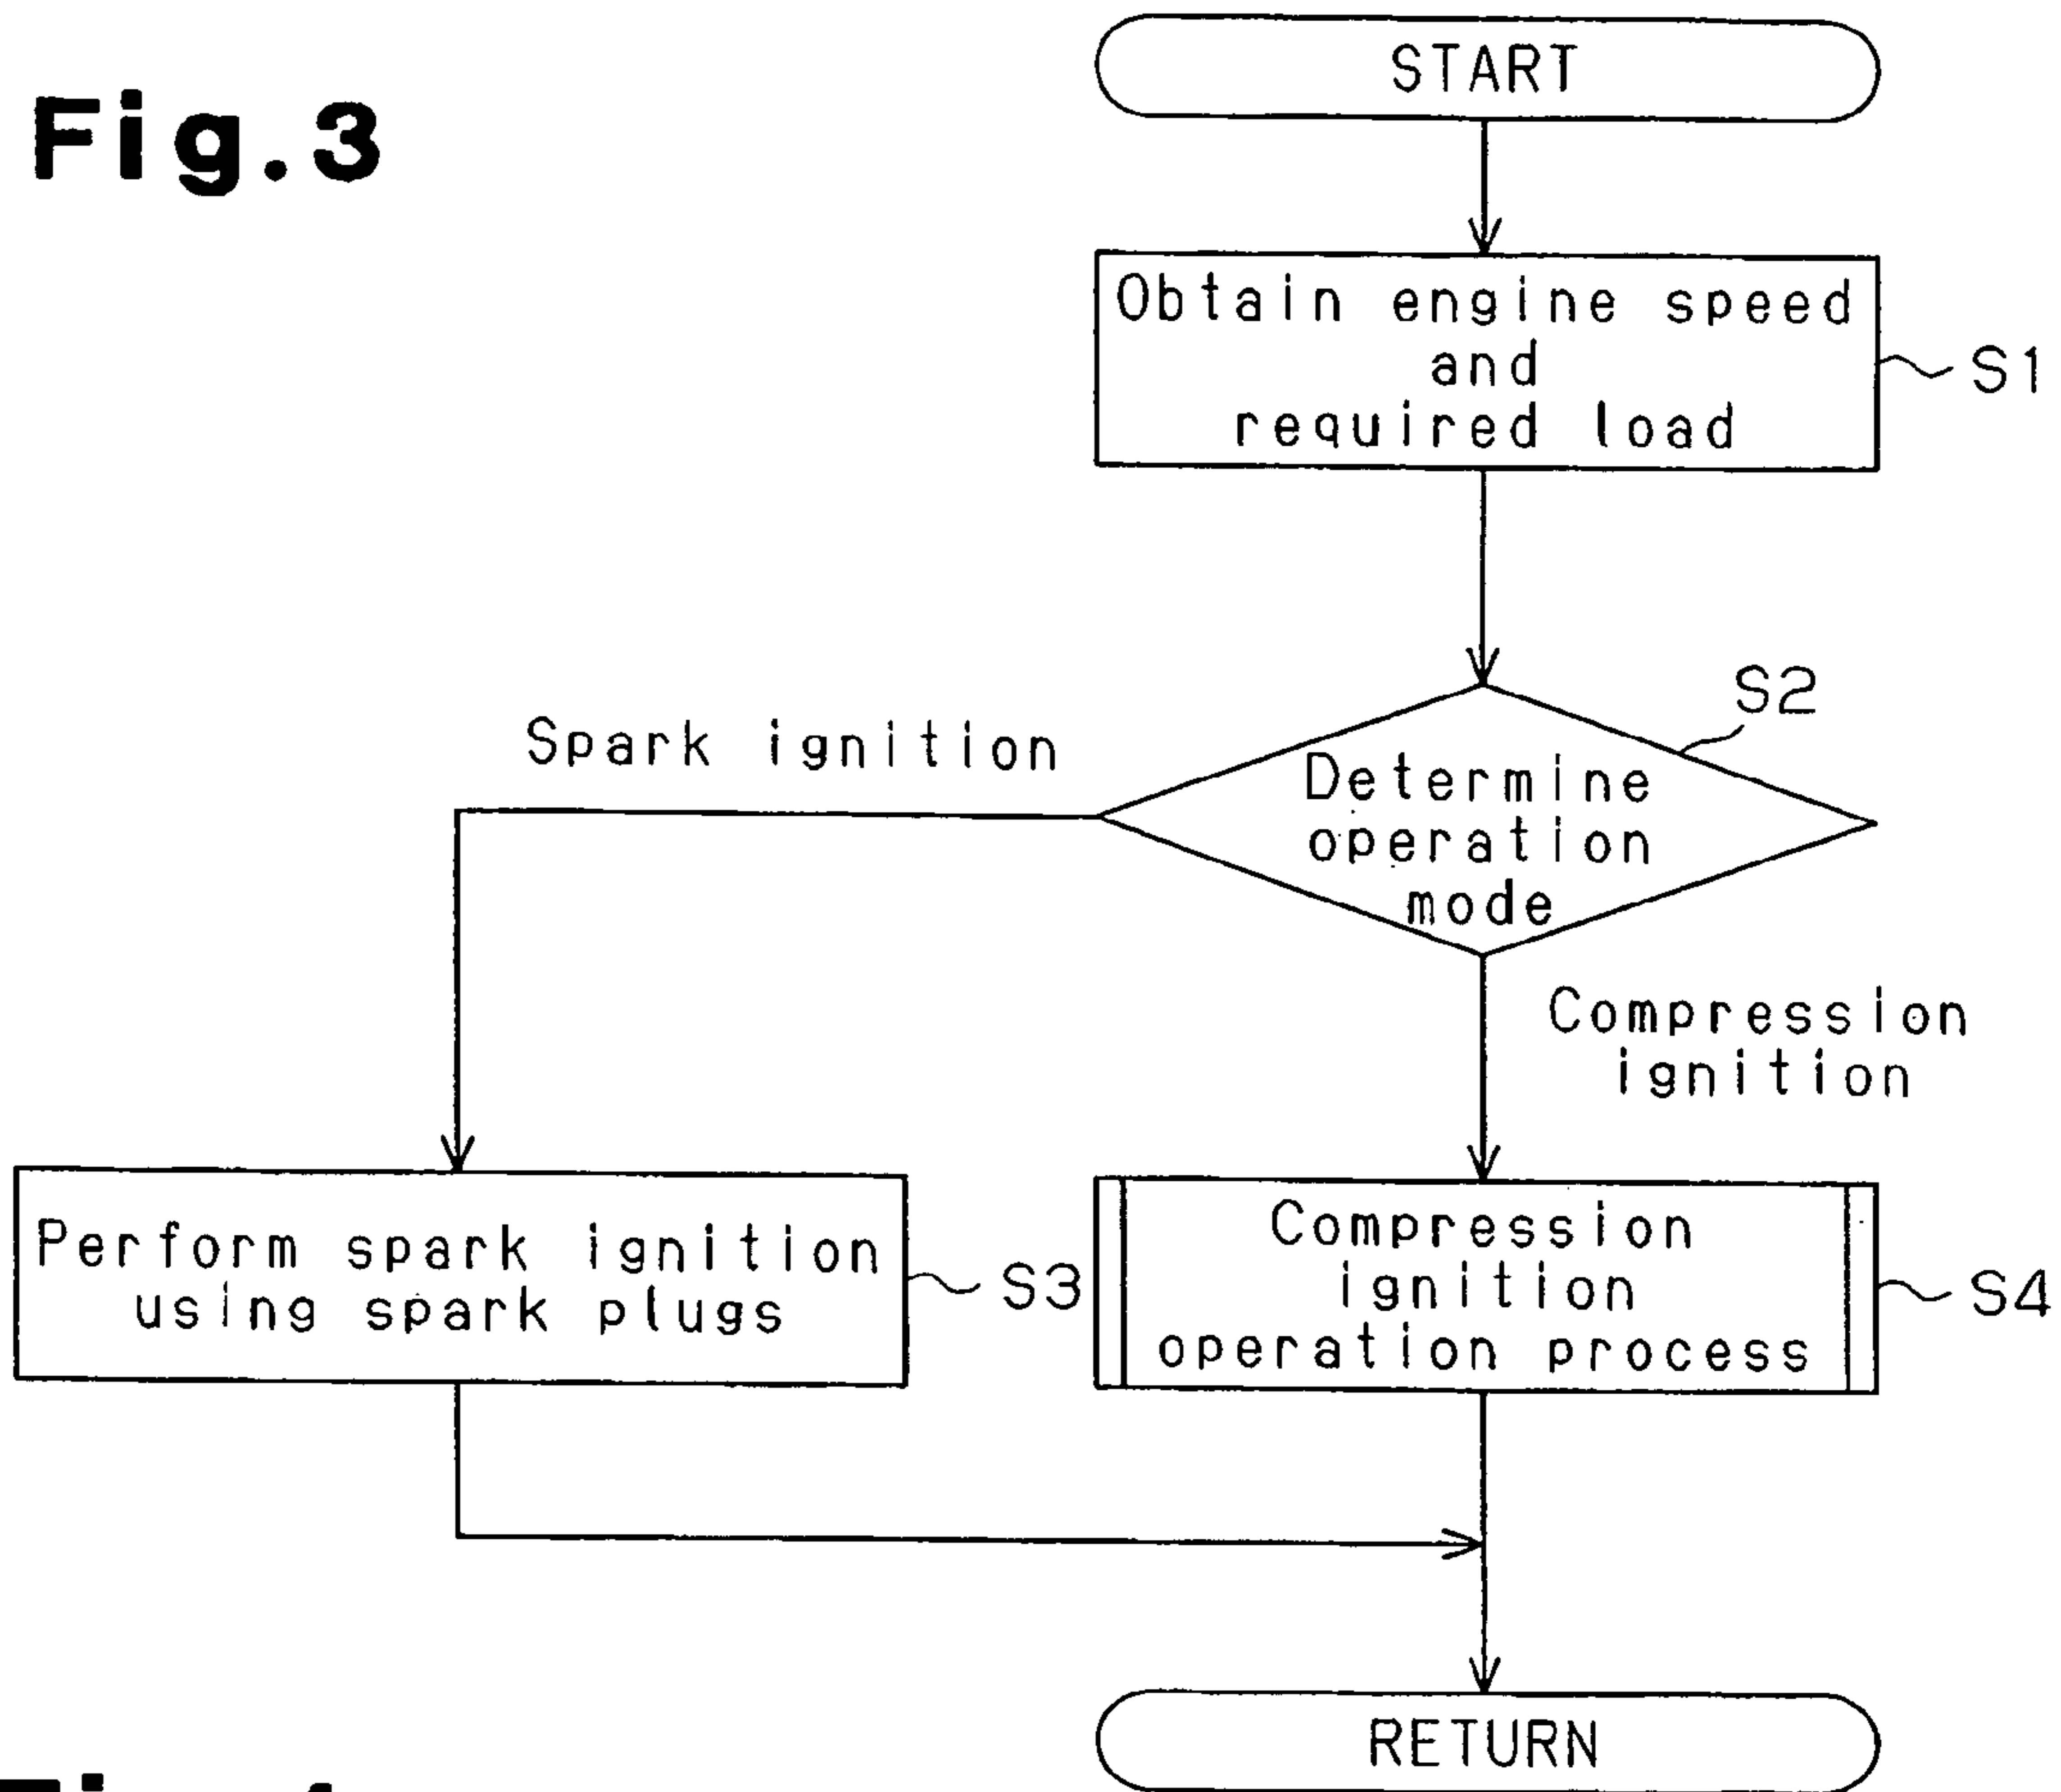 Fig.3
START
Obtain engine speed
and
required load
S1
S2
Determine
operation
mode
Spark ignition
Compression
ignition
Perform spark ignition
using spark plugs
S3
Compression
ignition
operation process
S4
RETURN